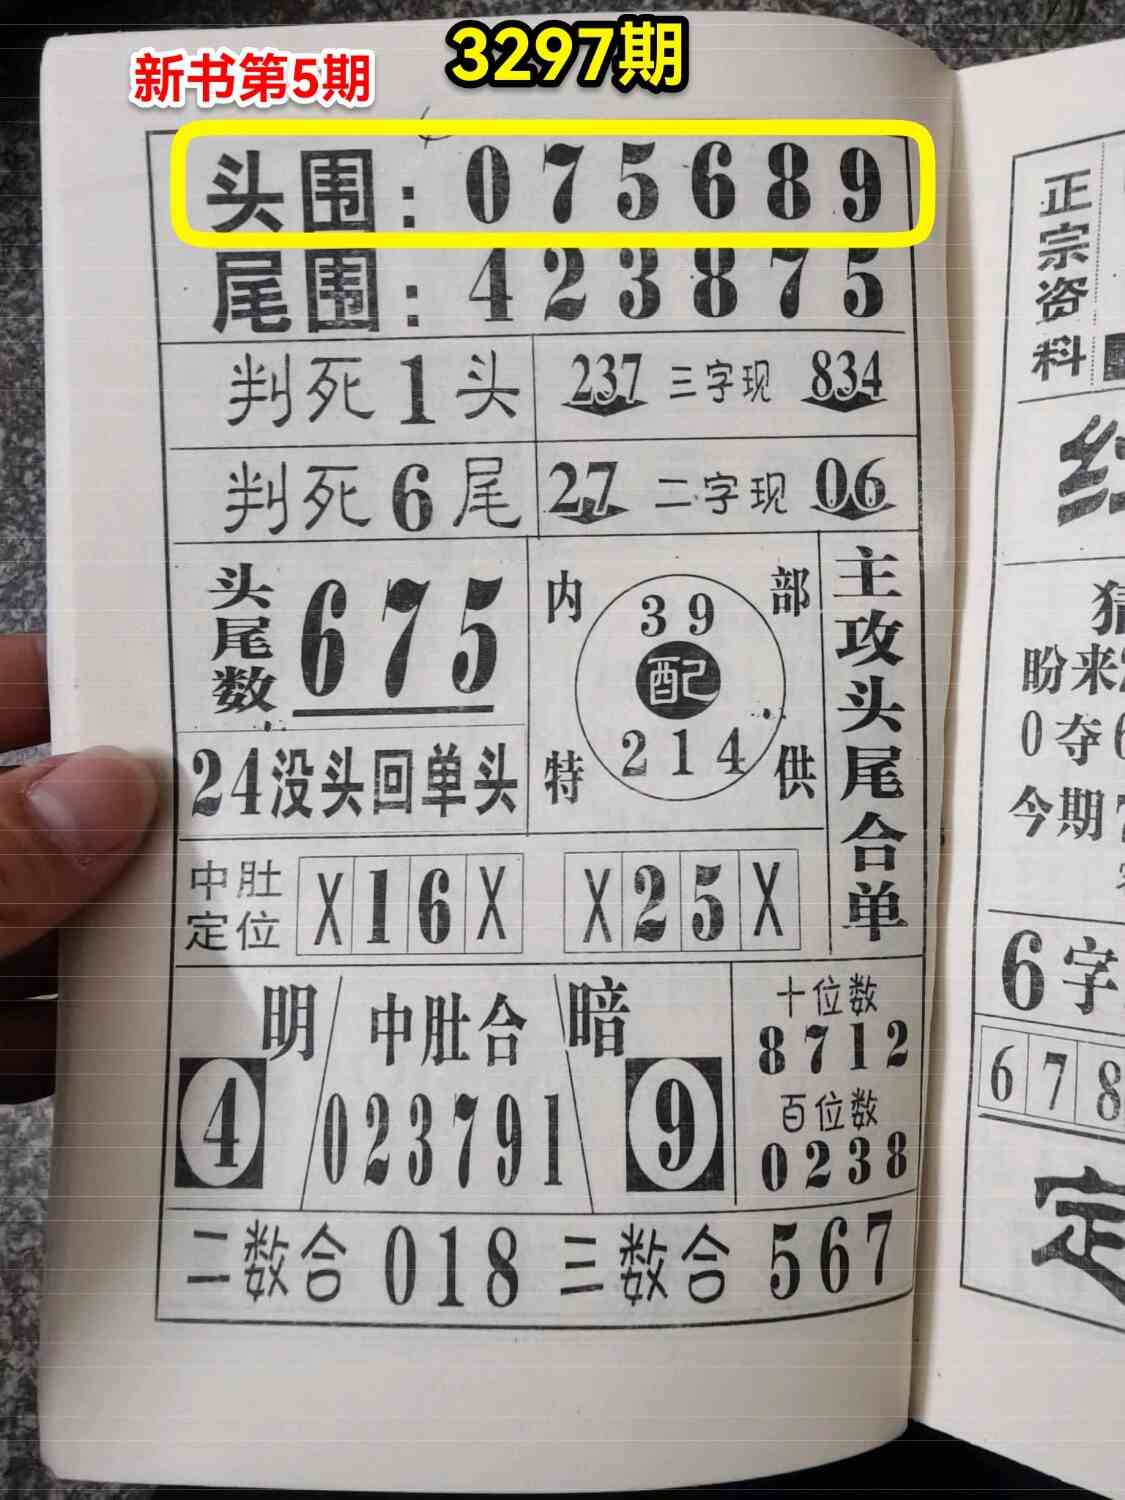 3297期
新书第5期
头围：075689
尾围：423875
判死1头
237 三字现 834
判死6尾
27 二字现 06
头尾数 675
24没头回单头
内部特供
39
配
214
主攻头尾合单
中肚定位 X16X X25X
明 4
中肚合
023791
暗 9
十位数
8712
百位数
0238
二数合 018 三数合 567
正宗资料
盼来
0夺6
今期
6字
6 7 8
定